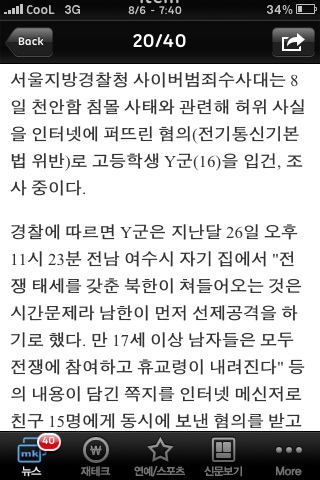 CooL 3G 8/6 - 7:40 34%
Back 20/40
서울지방경찰청 사이버범죄수사대는 8
일 천안함 침몰 사태와 관련해 허위 사실
을 인터넷에 퍼뜨린 혐의(전기통신기본
법 위반)로 고등학생 Y군(16)을 입건, 조
사 중이다.
경찰에 따르면 Y군은 지난달 26일 오후
11시 23분 전남 여수시 자기 집에서 "전
쟁 태세를 갖춘 북한이 쳐들어오는 것은
시간문제라 남한이 먼저 선제공격을 하
기로 했다. 만 17세 이상 남자들은 모두
전쟁에 참여하고 휴교령이 내려진다" 등
의 내용이 담긴 쪽지를 인터넷 메신저로
친구 15명에게 동시에 보낸 혐의를 받고
mk 40
뉴스 재테크 연예/스포츠 신문보기 More